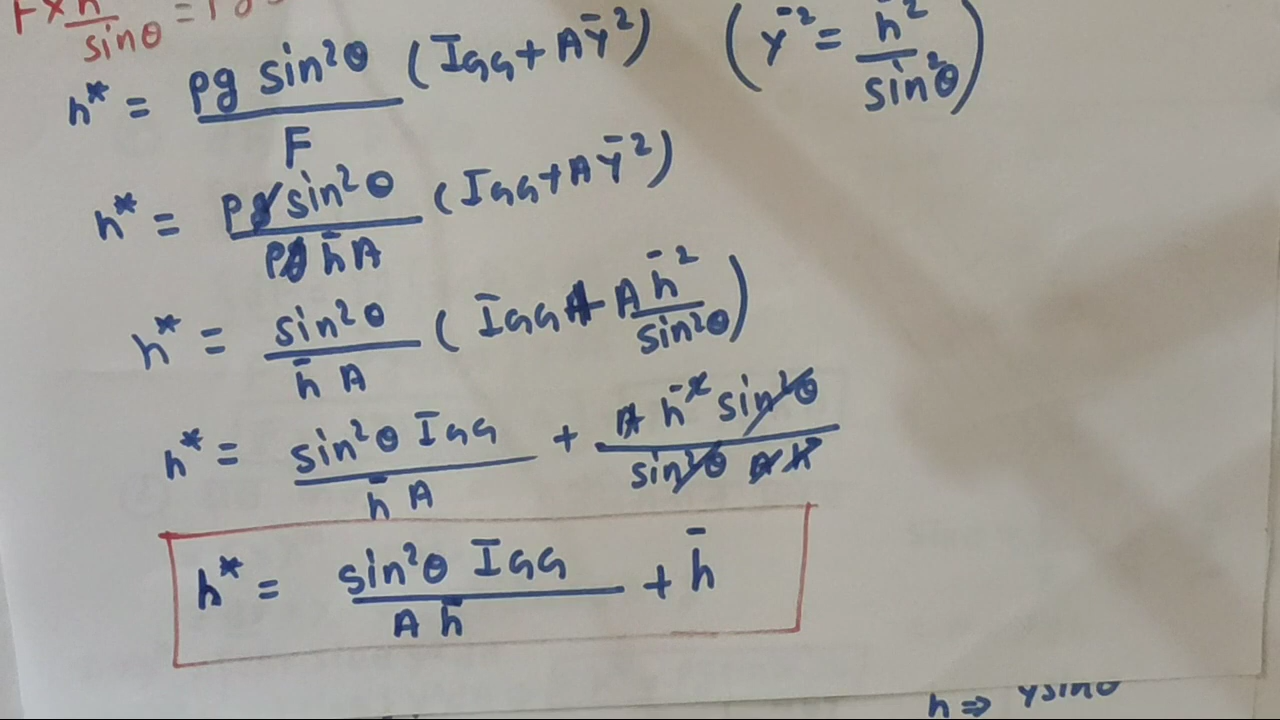 sinθ =
h* = ρg sin²θ / F (IGG + Aȳ²) (ȳ² = h̄² / sin²θ)
h* = ρg sin²θ / ρg h̄ A (IGG + Aȳ²)
h* = sin²θ / h̄ A (IGG + A h̄² / sin²θ)
h* = sin²θ IGG / h̄ A + A h̄² sin²θ / sin²θ A h̄
h* = sin²θ IGG / A h̄ + h̄
h ⇒ y sinθ